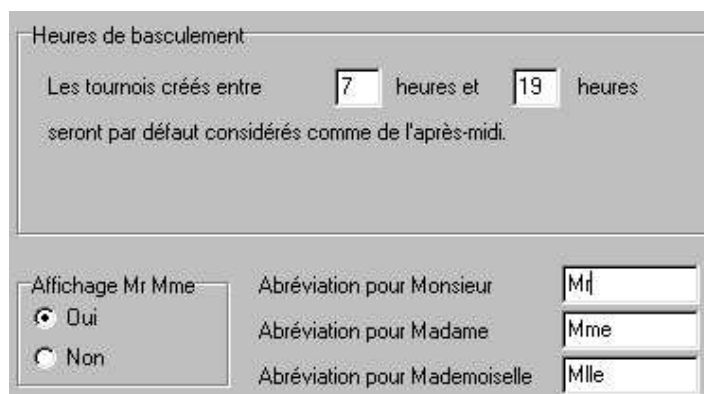 Heures de basculement
Les tournois créés entre 7 heures et 19 heures
seront par défaut considérés comme de l'après-midi.
Affichage Mr Mme
Oui
Non
Abréviation pour Monsieur Mr
Abréviation pour Madame Mme
Abréviation pour Mademoiselle Mlle